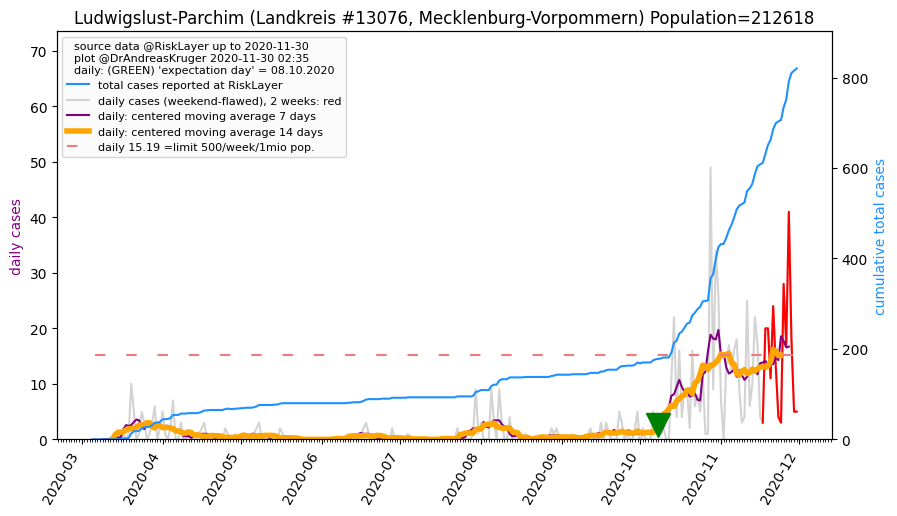 Ludwigslust-Parchim (Landkreis #13076, Mecklenburg-Vorpommern) Population=212618
source data @RiskLayer up to 2020-11-30
plot @DrAndreasKruger 2020-11-30 02:35
daily: (GREEN) 'expectation day' = 08.10.2020
total cases reported at RiskLayer
daily cases (weekend-flawed), 2 weeks: red
daily: centered moving average 7 days
daily: centered moving average 14 days
daily 15.19 =limit 500/week/1mio pop.
daily cases
70
60
50
40
30
20
10
0
cumulative total cases
800
600
400
200
0
2020-03
2020-04
2020-05
2020-06
2020-07
2020-08
2020-09
2020-10
2020-11
2020-12